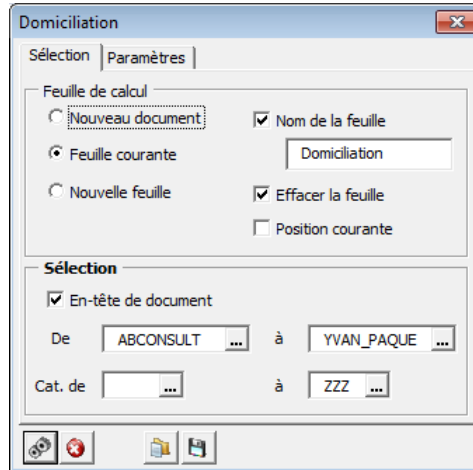 Domiciliation
Sélection Paramètres
Feuille de calcul
Nouveau document
Nom de la feuille
Feuille courante
Domiciliation
Nouvelle feuille
Effacer la feuille
Position courante
Sélection
En-tête de document
De ABCONSULT ... à YVAN_PAQUE ...
Cat. de ... à ZZZ ...